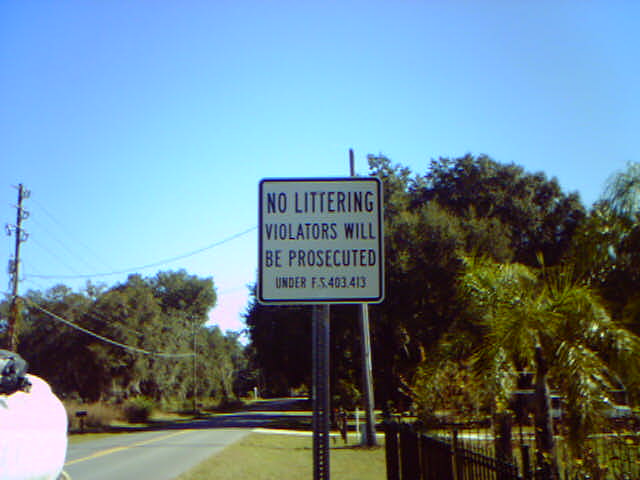 NO LITTERING
VIOLATORS WILL
BE PROSECUTED
UNDER F.S.403.413